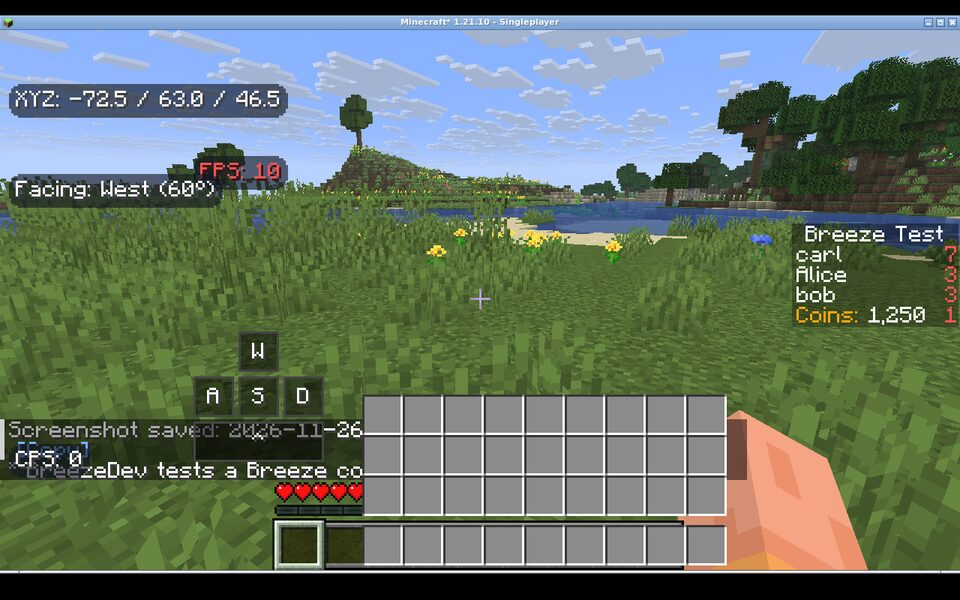 Minecraft* 1.21.10 - Singleplayer
XYZ: -72.5 / 63.0 / 46.5
FPS: 10
Facing: West (60°)
Breeze Test
carl 7
Alice 3
bob 3
Coins: 1,250 1
W
A S D
Screenshot saved: 2026-11-26
CPS: 0
BreezeDev tests a Breeze co